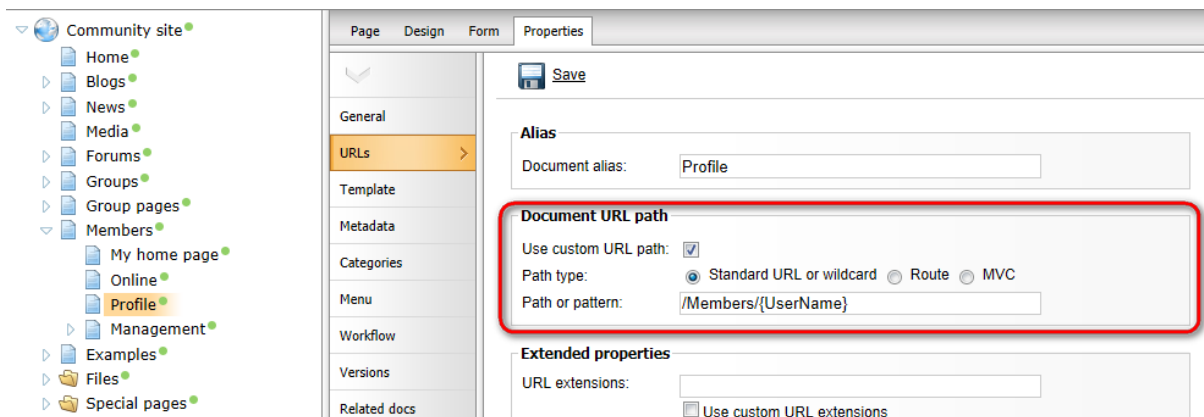 Community site
Home
Blogs
News
Media
Forums
Groups
Group pages
Members
My home page
Online
Profile
Management
Examples
Files
Special pages
Page Design Form Properties
General
URLs
Template
Metadata
Categories
Menu
Workflow
Versions
Related docs
Save
Alias
Document alias: Profile
Document URL path
Use custom URL path:
Path type: Standard URL or wildcard Route MVC
Path or pattern: /Members/{UserName}
Extended properties
URL extensions:
Use custom URL extensions